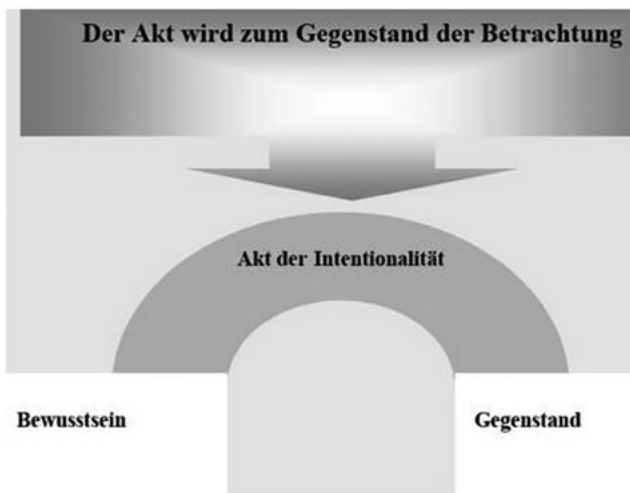 Der Akt wird zum Gegenstand der Betrachtung
Akt der Intentionalität
Bewusstsein
Gegenstand